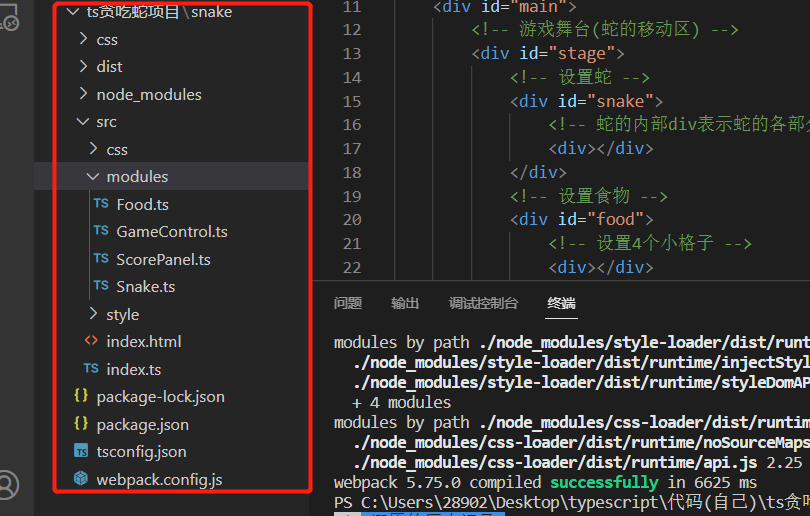 ts贪吃蛇项目\snake
css
dist
node_modules
src
css
modules
TS Food.ts
TS GameControl.ts
TS ScorePanel.ts
TS Snake.ts
style
<> index.html
TS index.ts
{} package-lock.json
{} package.json
TS tsconfig.json
webpack.config.js
11 <div id="main">
12 <!-- 游戏舞台(蛇的移动区) -->
13 <div id="stage">
14 <!-- 设置蛇 -->
15 <div id="snake">
16 <!-- 蛇的内部div表示蛇的各部
17 <div></div>
18 </div>
19 <!-- 设置食物 -->
20 <div id="food">
21 <!-- 设置4个小格子 -->
22 <div></div>
问题 输出 调试控制台 终端
modules by path ./node_modules/style-loader/dist/runt
./node_modules/style-loader/dist/runtime/injectStyl
./node_modules/style-loader/dist/runtime/styleDomAP
+ 4 modules
modules by path ./node_modules/css-loader/dist/runtim
./node_modules/css-loader/dist/runtime/noSourceMaps
./node_modules/css-loader/dist/runtime/api.js 2.25
webpack 5.75.0 compiled successfully in 6625 ms
PS C:\Users\28902\Desktop\typescript\代码(自己)\ts贪吃